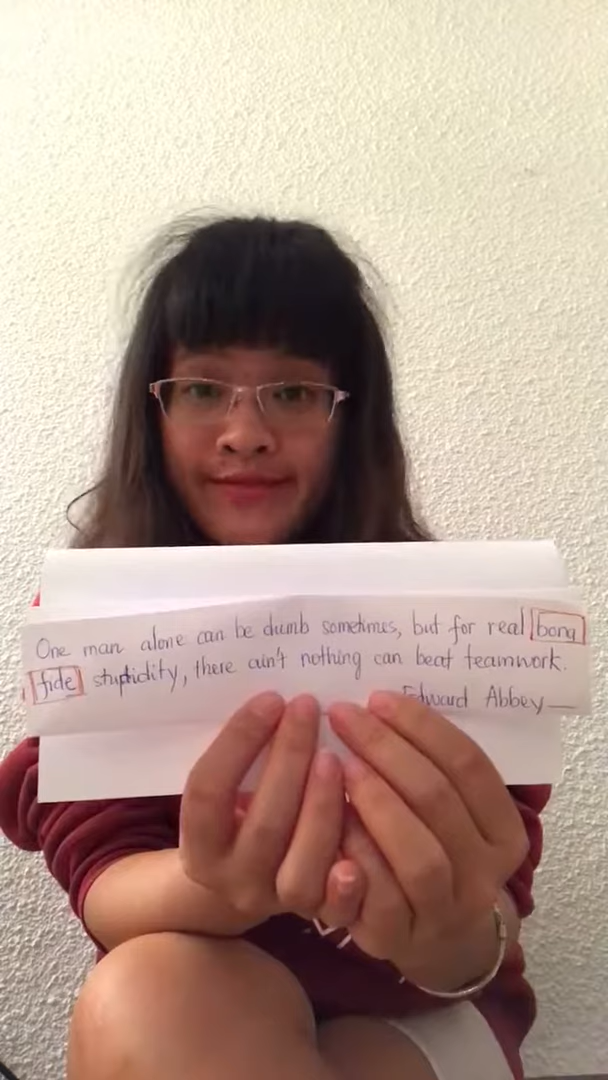 One man alone can be dumb sometimes, but for real bona
fide stupidity, there ain't nothing can beat teamwork.
Edward Abbey